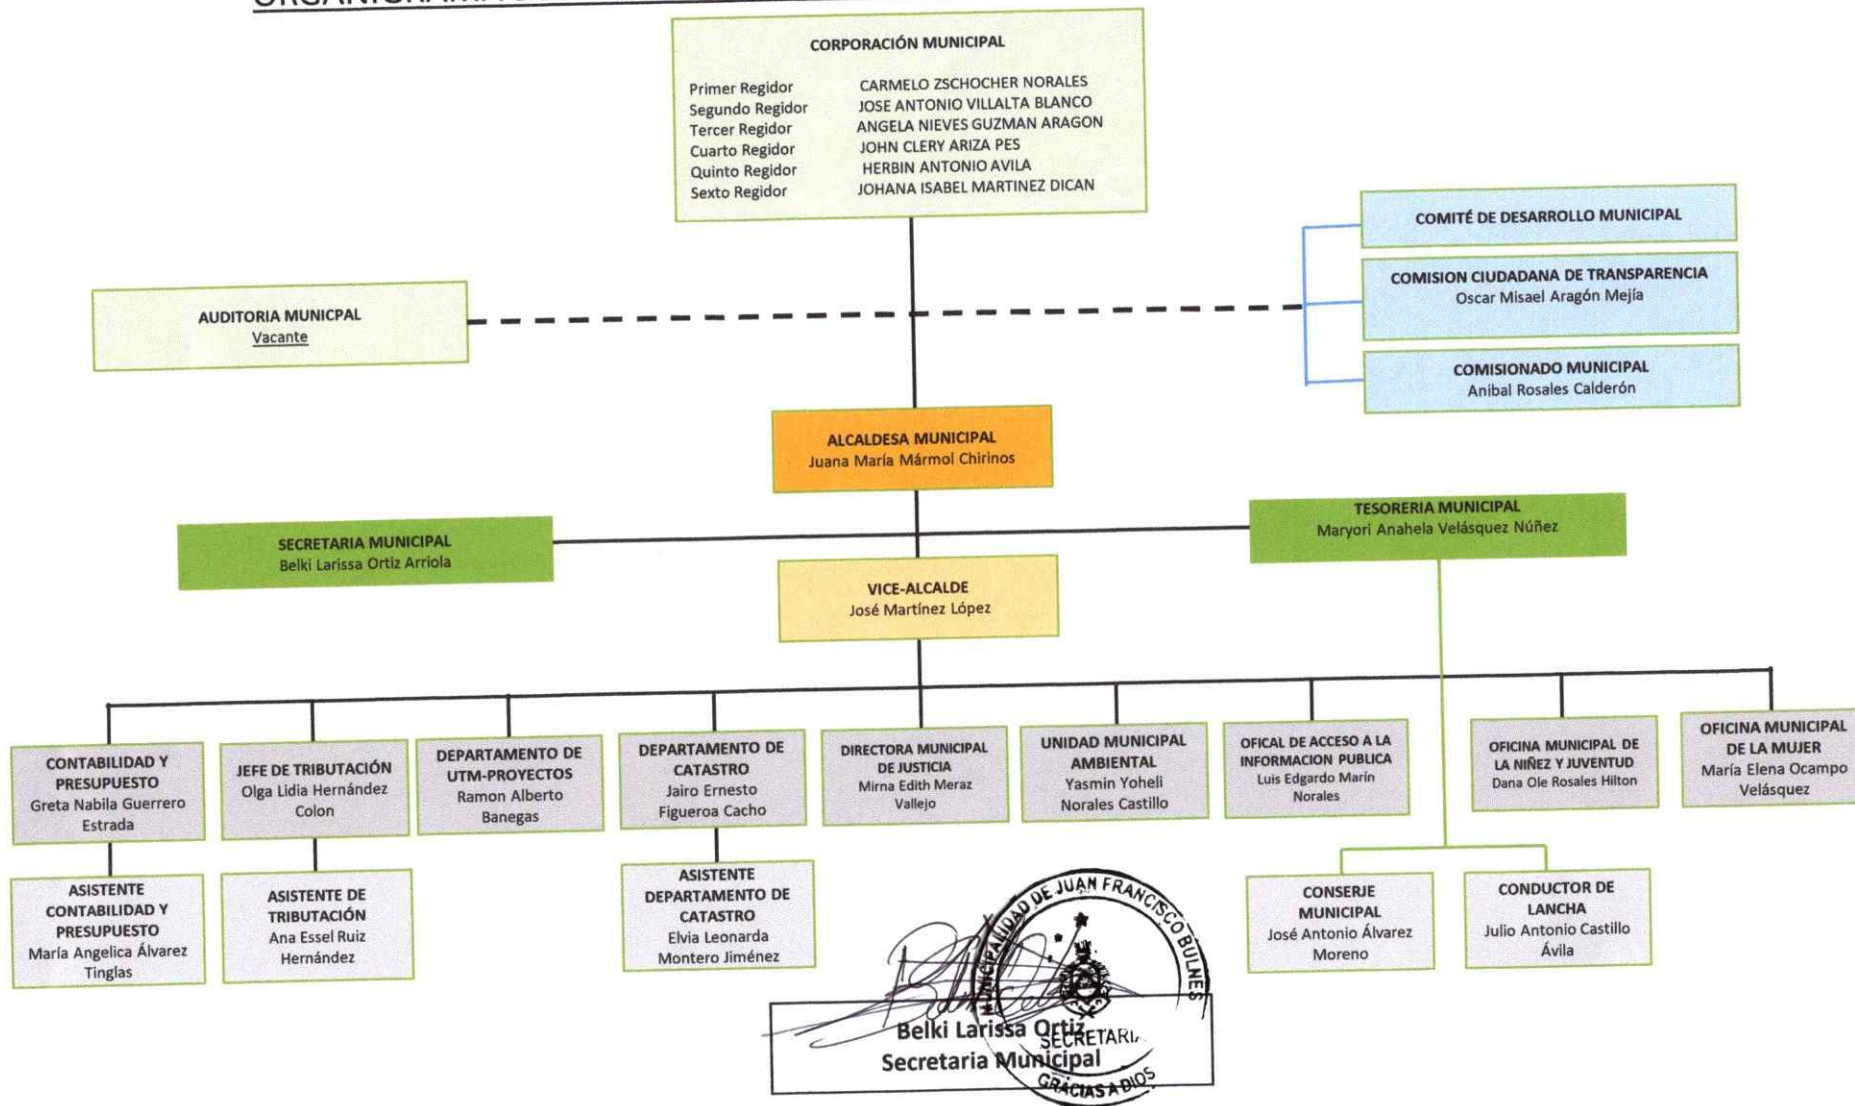 CORPORACIÓN MUNICIPAL
Primer Regidor CARMELO ZSCHOCHER NORALES
Segundo Regidor JOSE ANTONIO VILLALTA BLANCO
Tercer Regidor ANGELA NIEVES GUZMAN ARAGON
Cuarto Regidor JOHN CLERY ARIZA PES
Quinto Regidor HERBIN ANTONIO AVILA
Sexto Regidor JOHANA ISABEL MARTINEZ DICAN
COMITÉ DE DESARROLLO MUNICIPAL
COMISION CIUDADANA DE TRANSPARENCIA
Oscar Misael Aragón Mejía
COMISIONADO MUNICIPAL
Anibal Rosales Calderón
AUDITORIA MUNICPAL
Vacante
ALCALDESA MUNICIPAL
Juana María Mármol Chirinos
SECRETARIA MUNICIPAL
Belki Larissa Ortiz Arriola
TESORERIA MUNICIPAL
Maryori Anahela Velásquez Núñez
VICE-ALCALDE
José Martínez López
CONTABILIDAD Y
PRESUPUESTO
Greta Nabila Guerrero
Estrada
JEFE DE TRIBUTACIÓN
Olga Lidia Hernández
Colon
DEPARTAMENTO DE
UTM-PROYECTOS
Ramon Alberto
Banegas
DEPARTAMENTO DE
CATASTRO
Jairo Ernesto
Figueroa Cacho
DIRECTORA MUNICIPAL
DE JUSTICIA
Mirna Edith Meraz
Vallejo
UNIDAD MUNICIPAL
AMBIENTAL
Yasmin Yoheli
Norales Castillo
OFICAL DE ACCESO A LA
INFORMACION PUBLICA
Luis Edgardo Marín
Norales
OFICINA MUNICIPAL DE
LA NIÑEZ Y JUVENTUD
Dana Ole Rosales Hilton
OFICINA MUNICIPAL
DE LA MUJER
María Elena Ocampo
Velásquez
ASISTENTE
CONTABILIDAD Y
PRESUPUESTO
María Angelica Álvarez
Tinglas
ASISTENTE DE
TRIBUTACIÓN
Ana Essel Ruiz
Hernández
ASISTENTE
DEPARTAMENTO DE
CATASTRO
Elvia Leonarda
Montero Jiménez
CONSERJE
MUNICIPAL
José Antonio Álvarez
Moreno
CONDUCTOR DE
LANCHA
Julio Antonio Castillo
Ávila
MUNICIPALIDAD DE JUAN FRANCISCO BULNES
SECRETARIA
GRACIAS A DIOS
Belki Larissa Ortiz
Secretaria Municipal